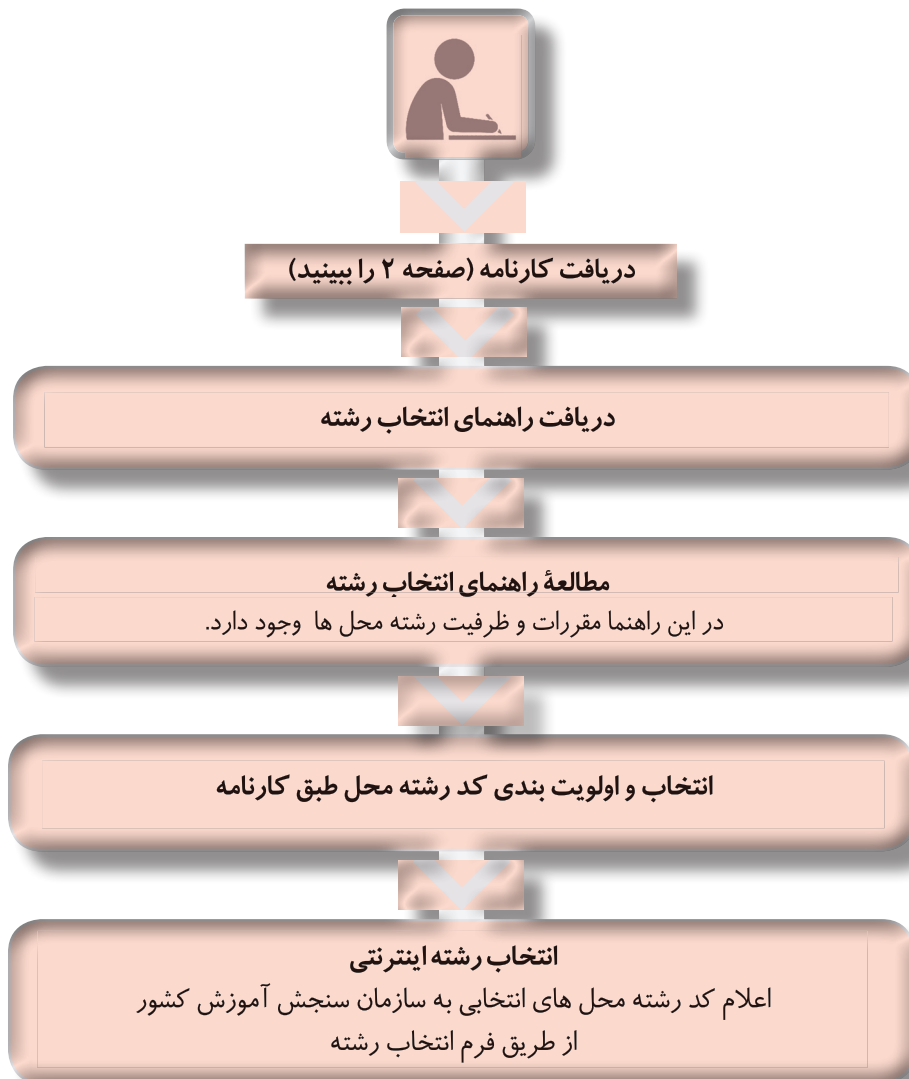 دریافت کارنامه (صفحه ۲ را ببینید)
دریافت راهنمای انتخاب رشته
مطالعهٔ راهنمای انتخاب رشته
در این راهنما مقررات و ظرفیت رشته محل ها وجود دارد.
انتخاب و اولویت بندی کد رشته محل طبق کارنامه
انتخاب رشته اینترنتی
اعلام کد رشته محل های انتخابی به سازمان سنجش آموزش کشور
از طریق فرم انتخاب رشته